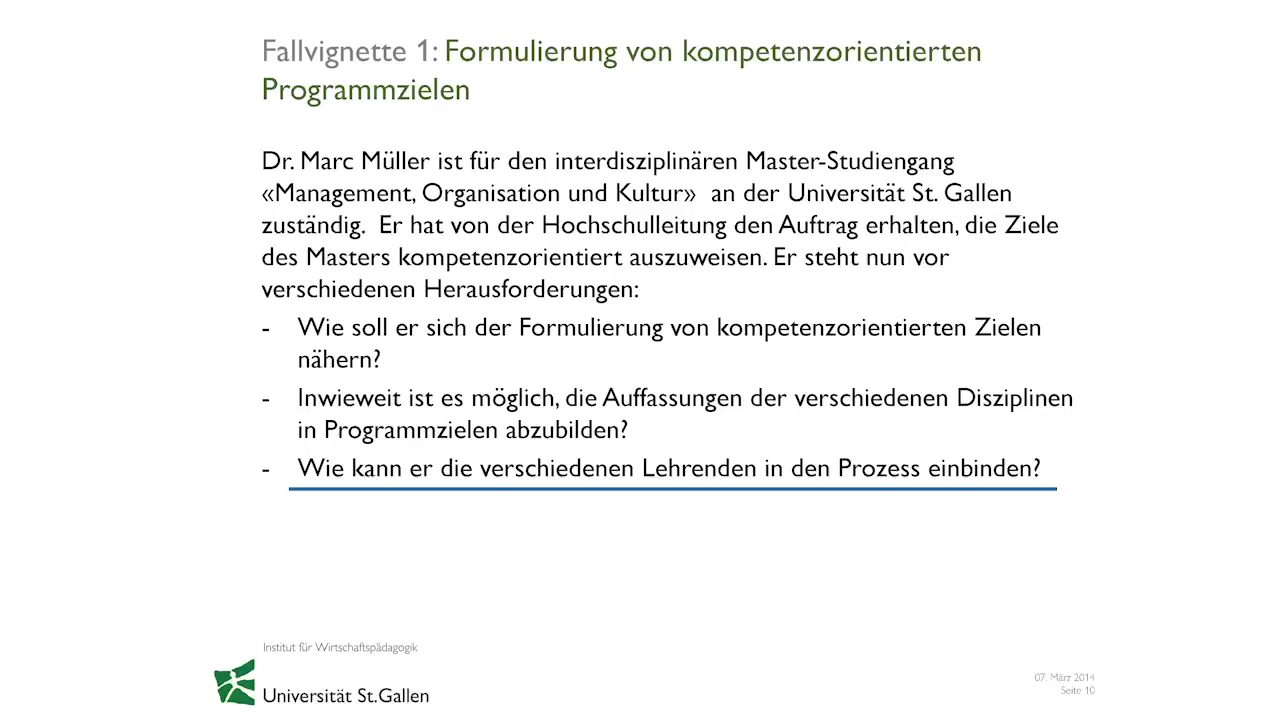 Fallvignette 1: Formulierung von kompetenzorientierten
Programmzielen
Dr. Marc Müller ist für den interdisziplinären Master-Studiengang
«Management, Organisation und Kultur» an der Universität St. Gallen
zuständig. Er hat von der Hochschulleitung den Auftrag erhalten, die Ziele
des Masters kompetenzorientiert auszuweisen. Er steht nun vor
verschiedenen Herausforderungen:
- Wie soll er sich der Formulierung von kompetenzorientierten Zielen
nähern?
- Inwieweit ist es möglich, die Auffassungen der verschiedenen Disziplinen
in Programmzielen abzubilden?
- Wie kann er die verschiedenen Lehrenden in den Prozess einbinden?
Institut für Wirtschaftspädagogik
Universität St.Gallen
07. März 2014
Seite 10